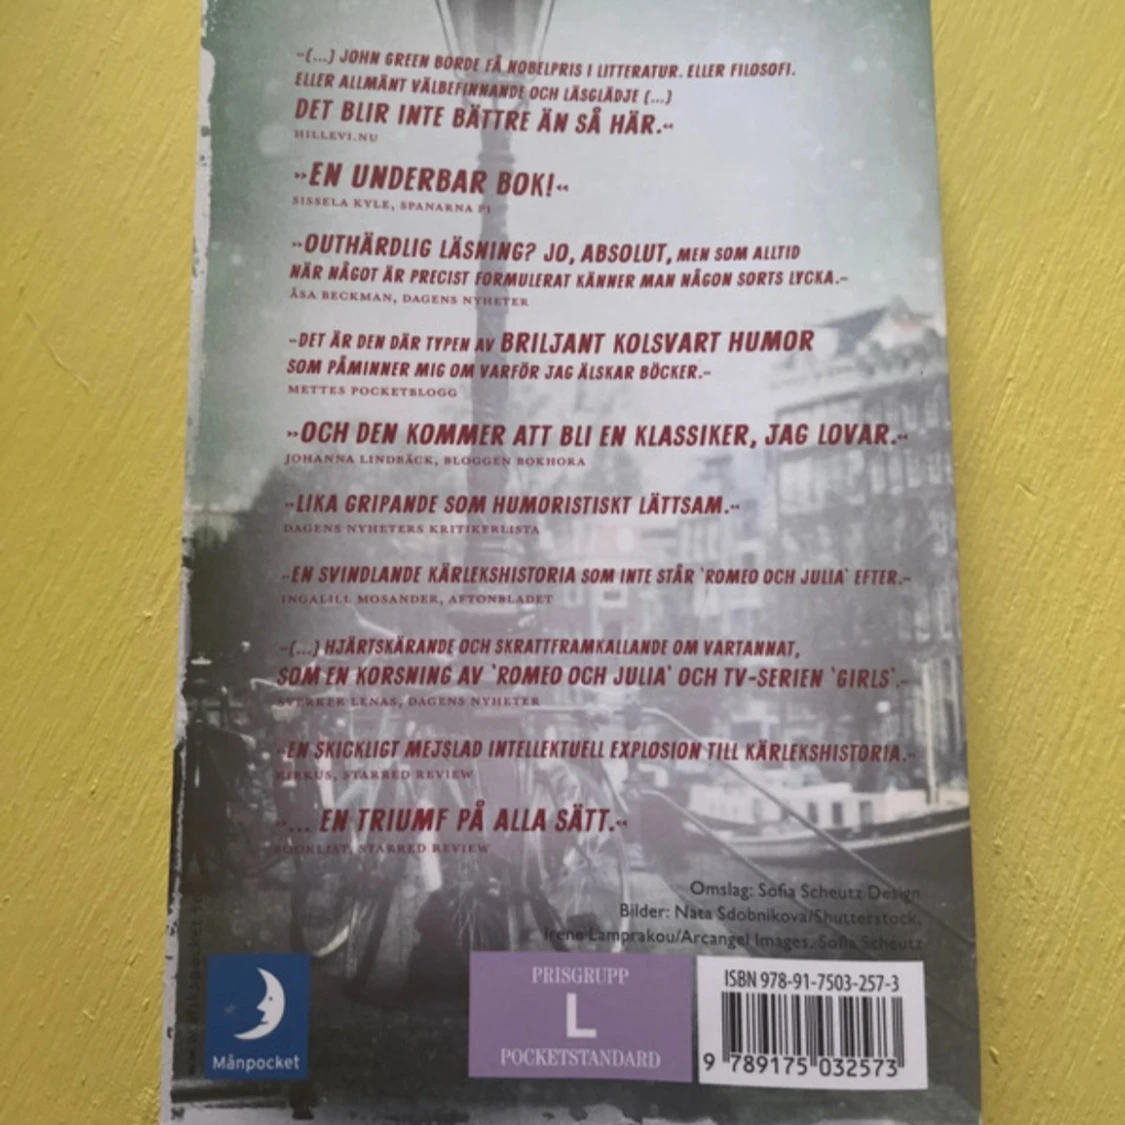 –(...) JOHN GREEN BORDE FÅ NOBELPRIS I LITTERATUR. ELLER FILOSOFI.
ELLER ALLMÄNT VÄLBEFINNANDE OCH LÄSGLÄDJE (...)
DET BLIR INTE BÄTTRE ÄN SÅ HÄR.«
HILLEVI.NU
»EN UNDERBAR BOK!«
SISSELA KYLE, SPANARNA P1
»OUTHÄRDLIG LÄSNING? JO, ABSOLUT, MEN SOM ALLTID
NÄR NÅGOT ÄR PRECIST FORMULERAT KÄNNER MAN NÅGON SORTS LYCKA.–
ÅSA BECKMAN, DAGENS NYHETER
–DET ÄR DEN DÄR TYPEN AV BRILJANT KOLSVART HUMOR
SOM PÅMINNER MIG OM VARFÖR JAG ÄLSKAR BÖCKER.–
METTES POCKETBLOGG
»OCH DEN KOMMER ATT BLI EN KLASSIKER, JAG LOVAR.«
JOHANNA LINDBÄCK, BLOGGEN BOKHORA
»LIKA GRIPANDE SOM HUMORISTISKT LÄTTSAM.«
DAGENS NYHETERS KRITIKERLISTA
–EN SVINDLANDE KÄRLEKSHISTORIA SOM INTE STÅR 'ROMEO OCH JULIA' EFTER.–
INGALILL MOSANDER, AFTONBLADET
–(...) HJÄRTSKÄRANDE OCH SKRATTFRAMKALLANDE OM VARTANNAT,
SOM EN KORSNING AV 'ROMEO OCH JULIA' OCH TV-SERIEN 'GIRLS'.–
SVERKER LENAS, DAGENS NYHETER
»EN SKICKLIGT MEJSLAD INTELLEKTUELL EXPLOSION TILL KÄRLEKSHISTORIA.«
KIRKUS, STARRED REVIEW
»... EN TRIUMF PÅ ALLA SÄTT.«
BOOKLIST, STARRED REVIEW
Omslag: Sofia Scheutz Design
Bilder: Nata Sdobnikova/Shutterstock,
Irene Lamprakou/Arcangel Images, Sofia Scheutz
Månpocket
PRISGRUPP
L
POCKETSTANDARD
ISBN 978-91-7503-257-3
9 789175 032573